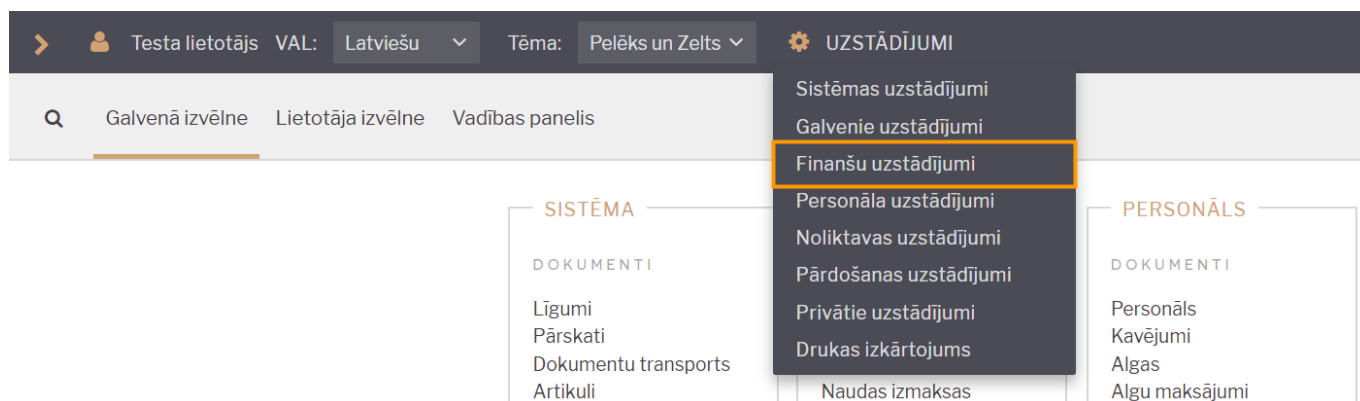 Testa lietotājs VAL: Latviešu Tēma: Pelēks un Zelts UZSTĀDĪJUMI
Galvenā izvēlne Lietotāja izvēlne Vadības panelis
Sistēmas uzstādījumi
Galvenie uzstādījumi
Finanšu uzstādījumi
Personāla uzstādījumi
Noliktavas uzstādījumi
Pārdošanas uzstādījumi
Privātie uzstādījumi
Drukas izkārtojums
SISTĒMA
DOKUMENTI
Līgumi
Pārskati
Dokumentu transports
Artikuli
Naudas izmaksas
PERSONĀLS
DOKUMENTI
Personāls
Kavējumi
Algas
Algu maksājumi